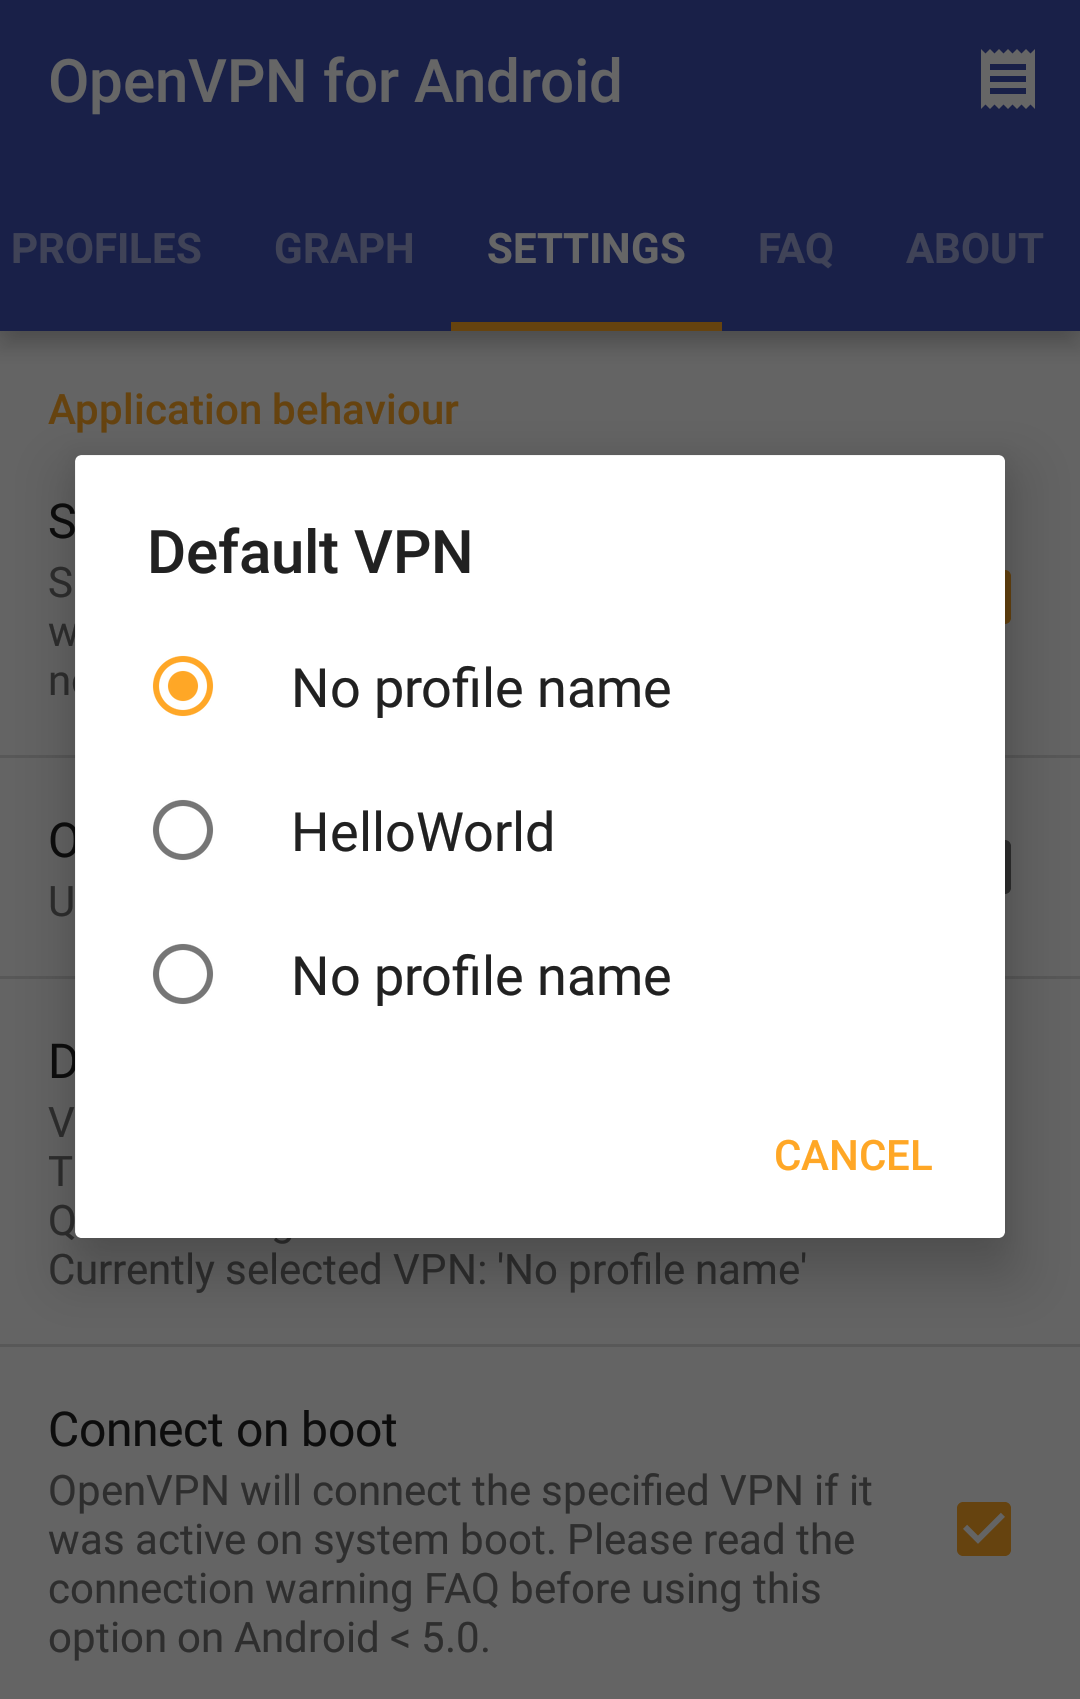 OpenVPN for Android
PROFILES GRAPH SETTINGS FAQ ABOUT
Application behaviour
Default VPN
No profile name
HelloWorld
No profile name
CANCEL
Currently selected VPN: 'No profile name'
Connect on boot
OpenVPN will connect the specified VPN if it
was active on system boot. Please read the
connection warning FAQ before using this
option on Android < 5.0.